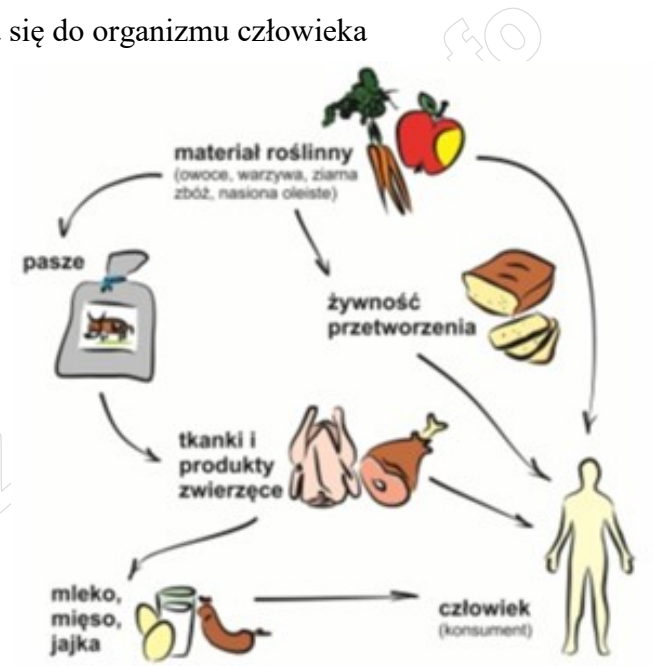 się do organizmu człowieka
materiał roślinny
(owoce, warzywa, ziarna
zbóż, nasiona oleiste)
pasze
żywność
przetworzenia
tkanki i
produkty
zwierzęce
mleko,
mięso,
jajka
człowiek
(konsument)